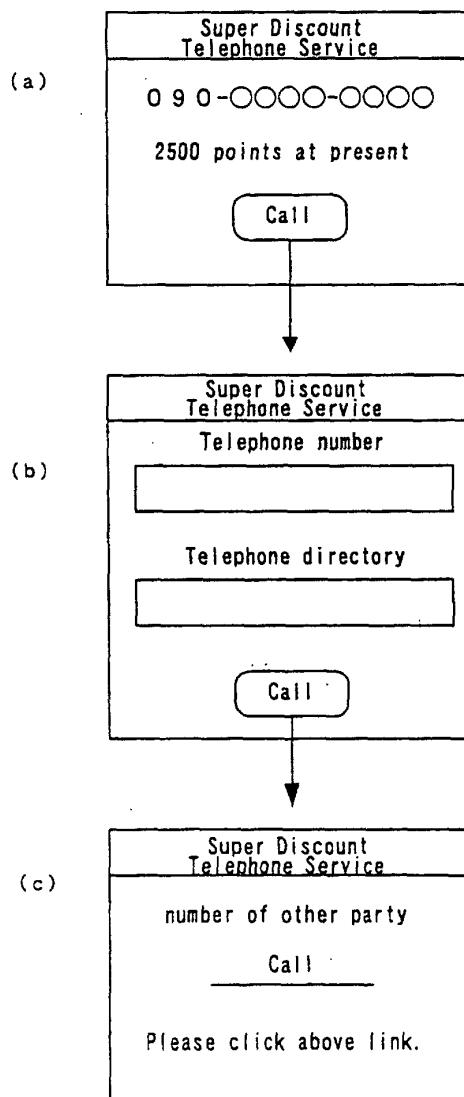 Super Discount
Telephone Service
(a)
090-○○○○-○○○○
2500 points at present
Call
Super Discount
Telephone Service
Telephone number
(b)
Telephone directory
Call
Super Discount
Telephone Service
(c)
number of other party
Call
Please click above link.